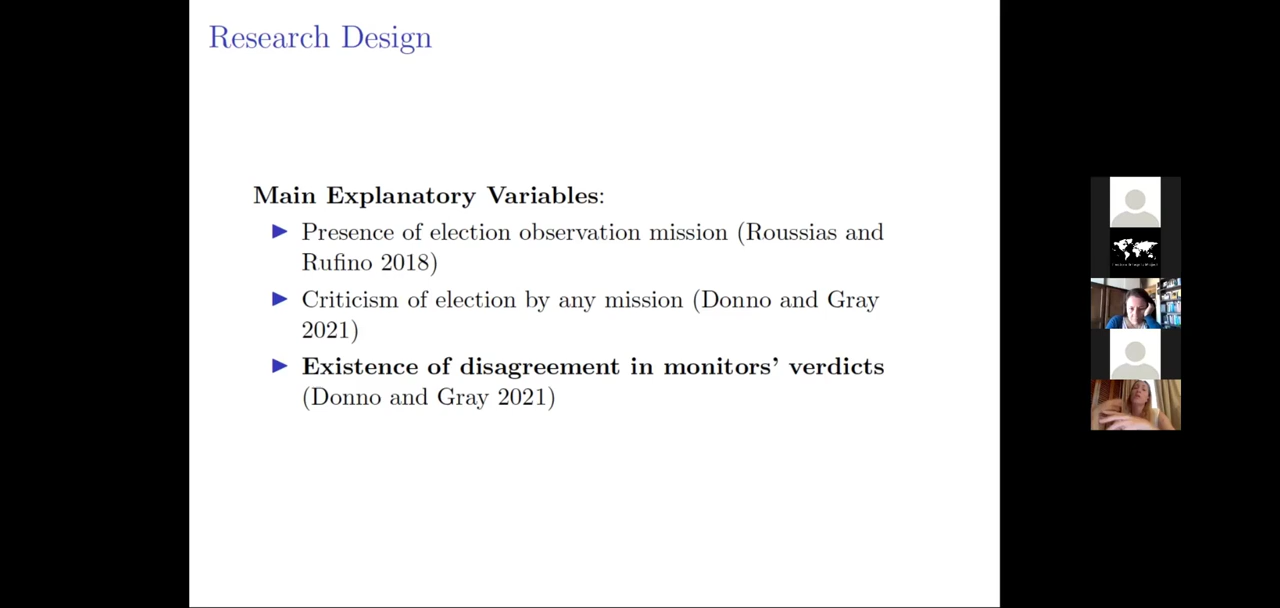 Research Design
Main Explanatory Variables:
▶ Presence of election observation mission (Roussias and
Rufino 2018)
▶ Criticism of election by any mission (Donno and Gray
2021)
▶ Existence of disagreement in monitors’ verdicts
(Donno and Gray 2021)